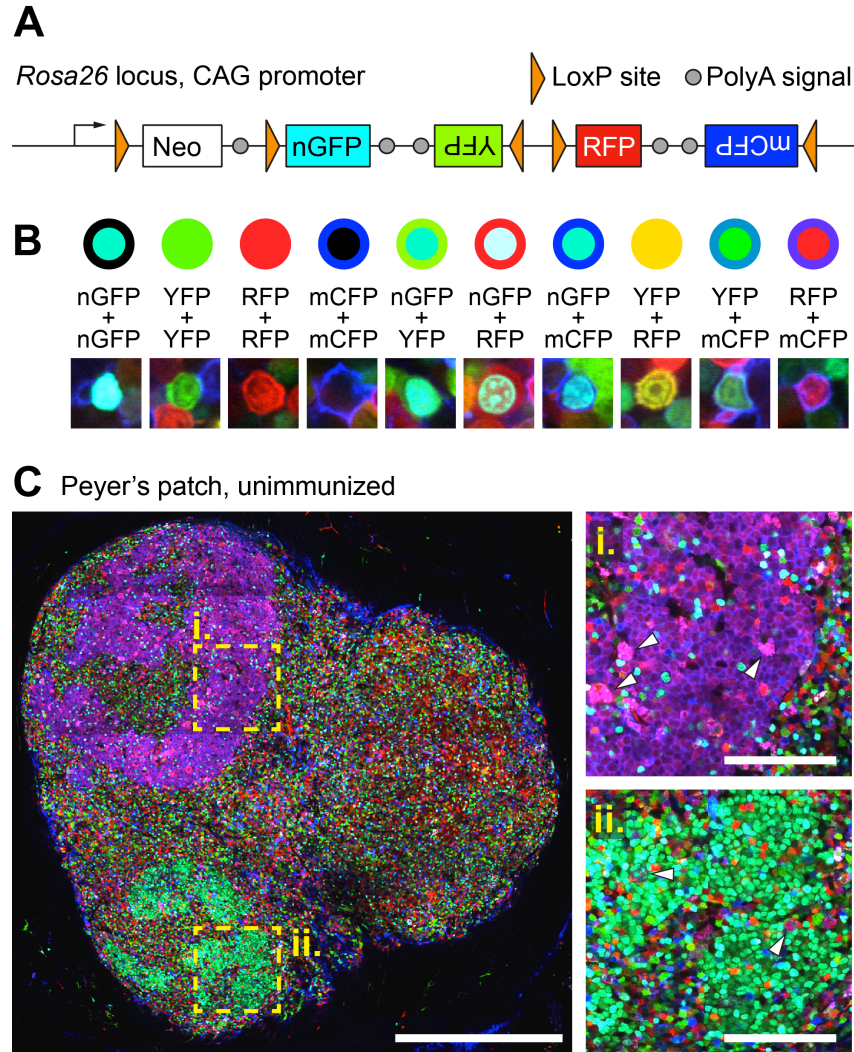 A
Rosa26 locus, CAG promoter
LoxP site
PolyA signal
Neo
nGFP
YFP
RFP
mCFP
B
nGFP + nGFP
YFP + YFP
RFP + RFP
mCFP + mCFP
nGFP + YFP
nGFP + RFP
nGFP + mCFP
YFP + RFP
YFP + mCFP
RFP + mCFP
C Peyer's patch, unimmunized
i.
ii.
i.
ii.